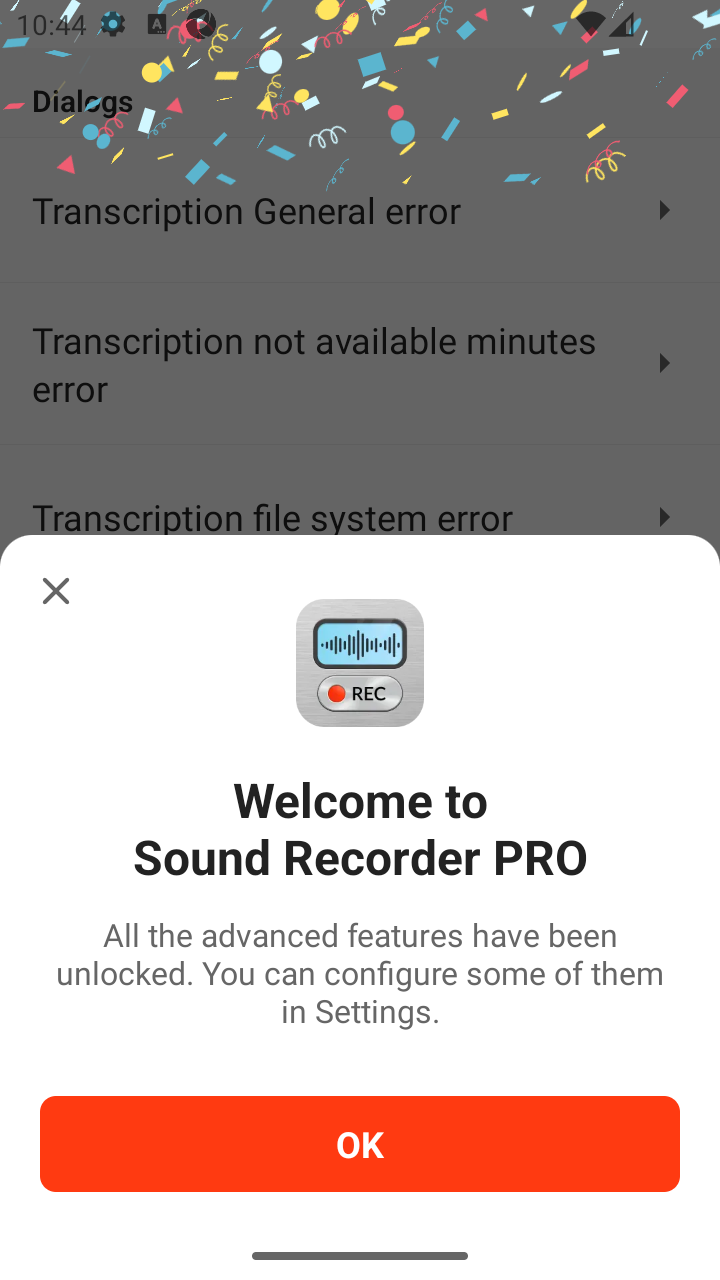 10:44
Dialogs
Transcription General error
Transcription not available minutes
error
Transcription file system error
REC
Welcome to
Sound Recorder PRO
All the advanced features have been
unlocked. You can configure some of them
in Settings.
OK